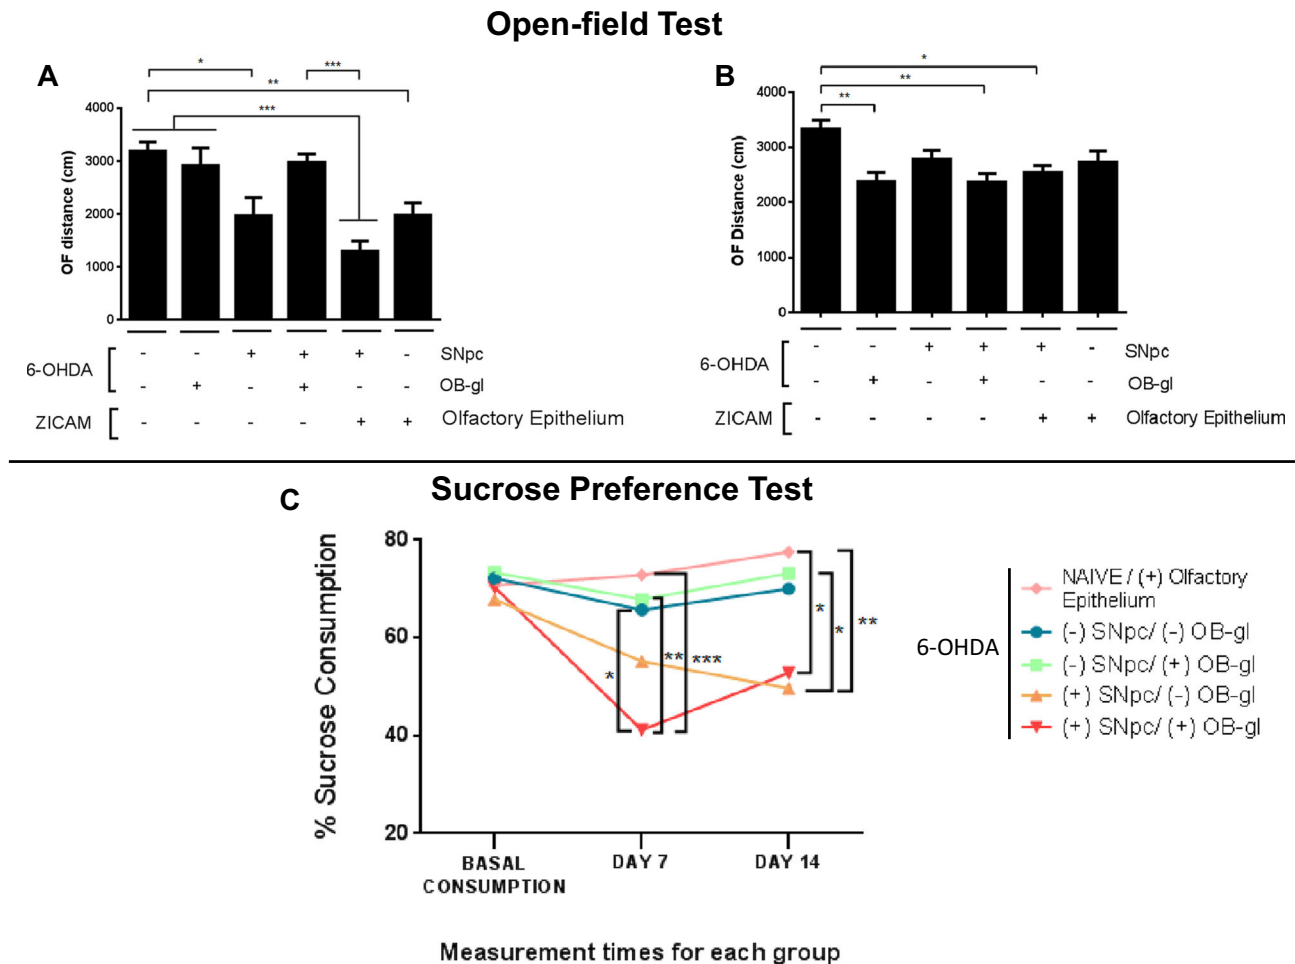 Open-field Test
A
*
***
**
***
4000
3000
2000
1000
0
OF distance (cm)
6-OHDA
- - + + + - SNpc
- + - + - - OB-gl
ZICAM
- - - - + + Olfactory Epithelium
B
*
**
**
4000
3000
2000
1000
0
OF Distance (cm)
6-OHDA
- - + + + - SNpc
- + - + - - OB-gl
ZICAM
- - - - + + Olfactory Epithelium
C
Sucrose Preference Test
80
60
40
20
% Sucrose Consumption
*
**
***
*
*
**
BASAL
CONSUMPTION
DAY 7
DAY 14
Measurement times for each group
6-OHDA
NAIVE / (+) Olfactory
Epithelium
(-) SNpc/ (-) OB-gl
(-) SNpc/ (+) OB-gl
(+) SNpc/ (-) OB-gl
(+) SNpc/ (+) OB-gl